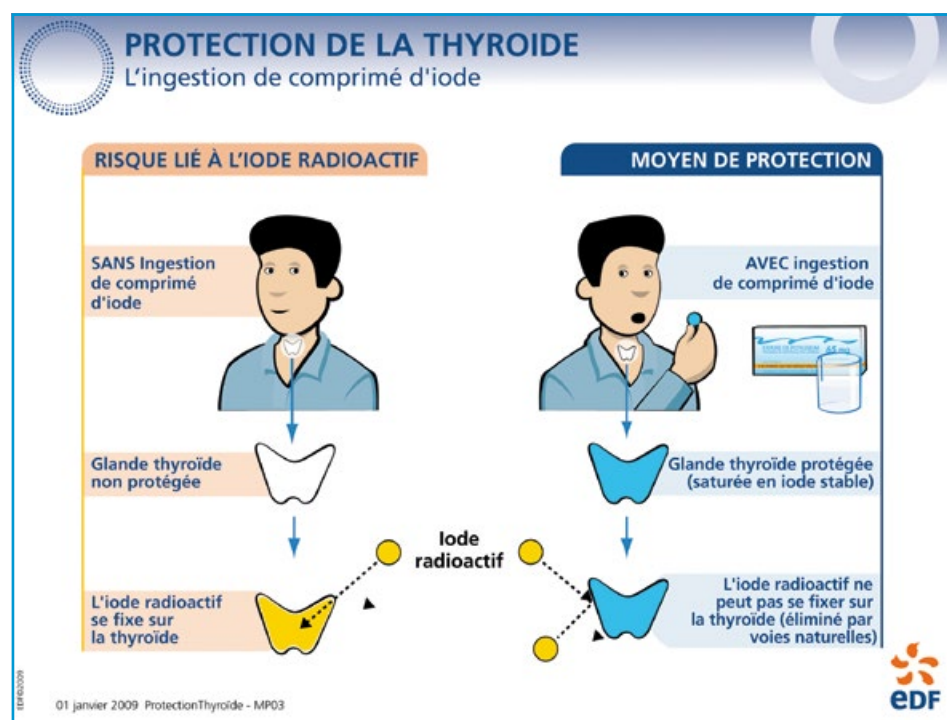 PROTECTION DE LA THYROIDE
L'ingestion de comprimé d'iode
RISQUE LIÉ À L'IODE RADIOACTIF
SANS Ingestion
de comprimé
d'iode
Glande thyroïde
non protégée
L'iode radioactif
se fixe sur
la thyroïde
Iode
radioactif
MOYEN DE PROTECTION
AVEC ingestion
de comprimé d'iode
65 mg
Glande thyroïde protégée
(saturée en iode stable)
L'iode radioactif ne
peut pas se fixer sur
la thyroïde (éliminé par
voies naturelles)
01 janvier 2009 ProtectionThyroïde - MP03
eDF